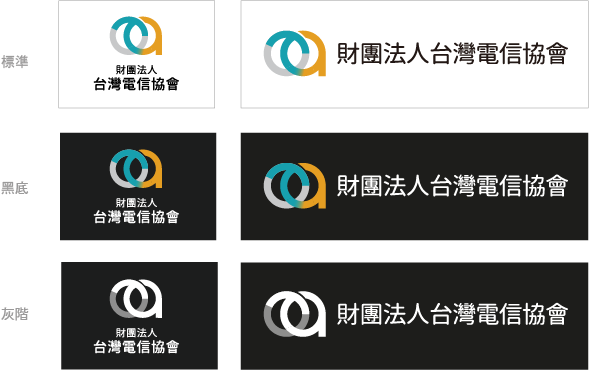 標準
財團法人
台灣電信協會
財團法人台灣電信協會
黑底
財團法人
台灣電信協會
財團法人台灣電信協會
灰階
財團法人
台灣電信協會
財團法人台灣電信協會